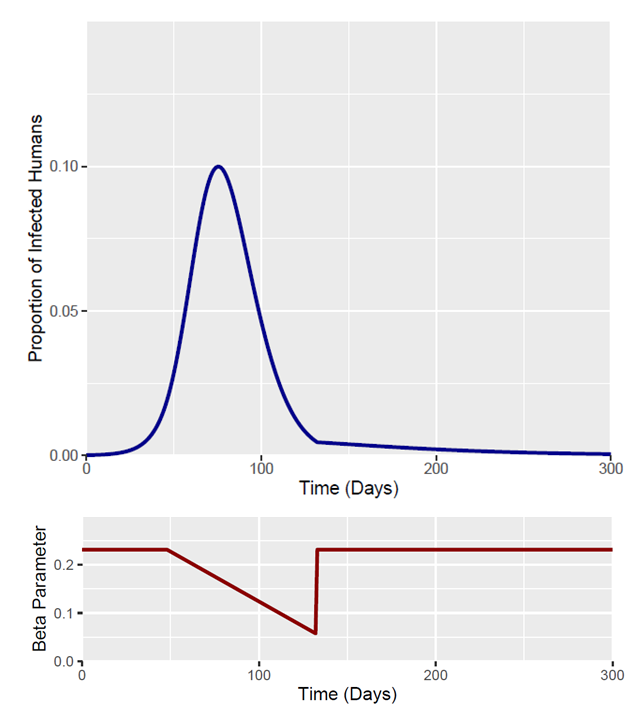 Proportion of Infected Humans
0.10
0.05
0.00
0 100 200 300
Time (Days)
Beta Parameter
0.2
0.1
0.0
0 100 200 300
Time (Days)